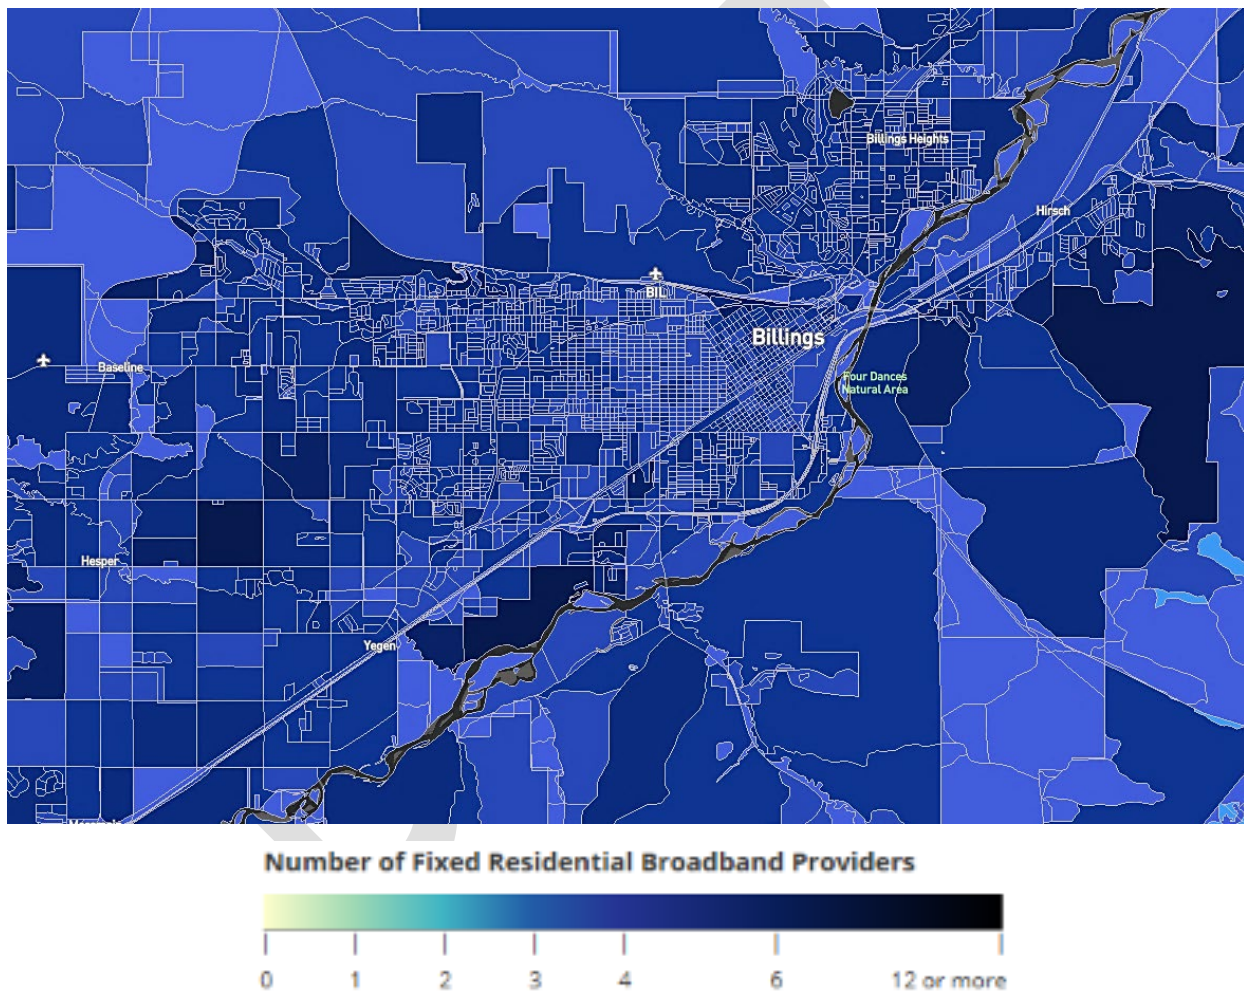 Billings Heights
Hirsch
BIL
Billings
Baseline
Four Dances
Natural Area
Hesper
Yegen
Number of Fixed Residential Broadband Providers
0 1 2 3 4 6 12 or more